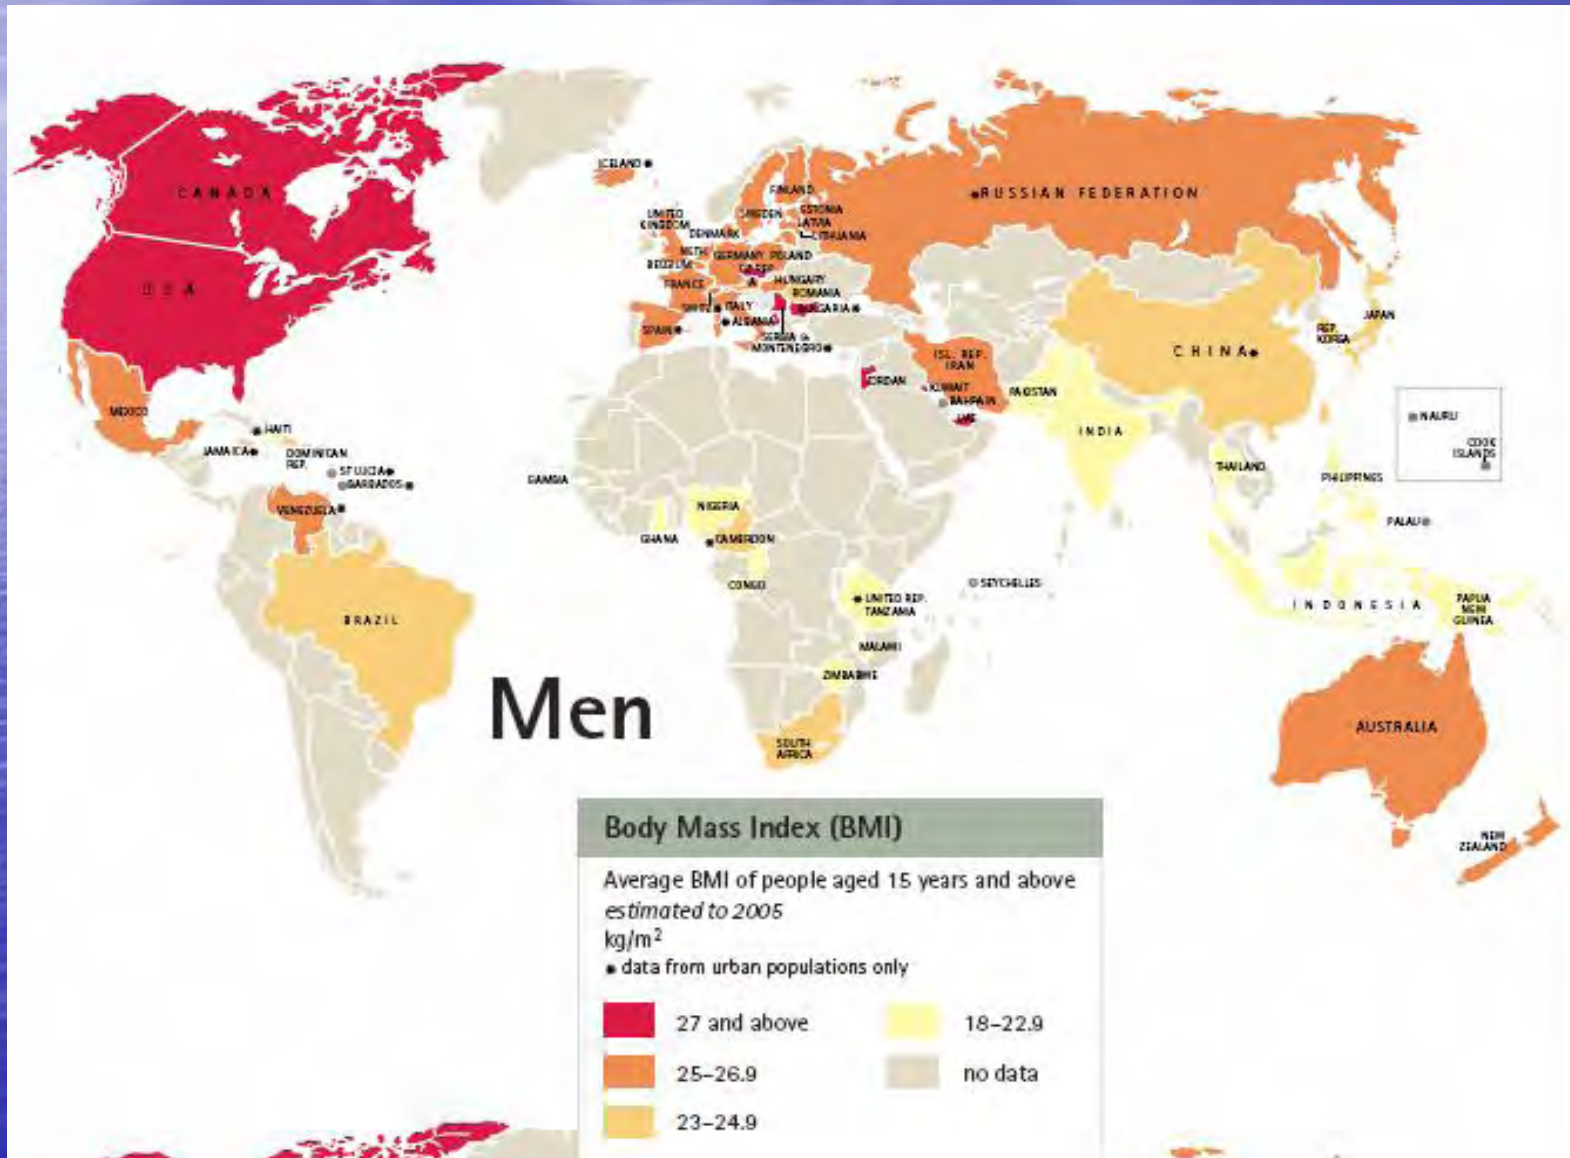 CANADA
USA
MEXICO
HAITI
JAMAICA
DOMINICAN
REP.
ST LUCIA
BARBADOS
VENEZUELA
BRAZIL
ICELAND
UNITED
KINGDOM
DENMARK
SWEDEN
FINLAND
ESTONIA
LATVIA
LITHUANIA
NETH.
BELGIUM
GERMANY
POLAND
FRANCE
HUNGARY
ROMANIA
ITALY
BULGARIA
SPAIN
ALBANIA
SERBIA &
MONTENEGRO
RUSSIAN FEDERATION
ISL. REP.
IRAN
JORDAN
KUWAIT
BAHRAIN
UAE
PAKISTAN
INDIA
CHINA
REP.
KOREA
JAPAN
THAILAND
PHILIPPINES
NAURU
COOK
ISLANDS
PALAU
GAMBIA
GHANA
NIGERIA
CAMEROON
CONGO
UNITED REP.
TANZANIA
SEYCHELLES
MALAWI
ZIMBABWE
SOUTH
AFRICA
INDONESIA
PAPUA
NEW
GUINEA
AUSTRALIA
NEW
ZEALAND
Men
Body Mass Index (BMI)
Average BMI of people aged 15 years and above
estimated to 2005
kg/m²
• data from urban populations only
27 and above
25–26.9
23–24.9
18–22.9
no data